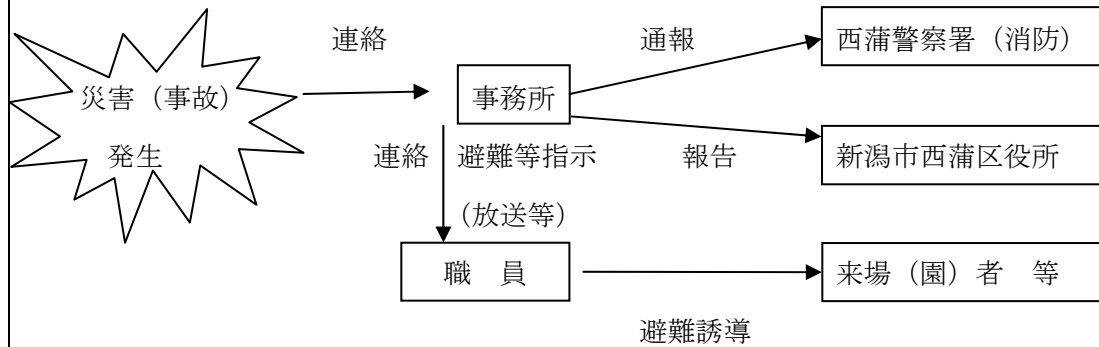 連絡
通報
西蒲警察署（消防）
災害（事故）
発生
事務所
連絡
避難等指示
(放送等)
報告
新潟市西蒲区役所
職　員
来場（園）者　等
避難誘導